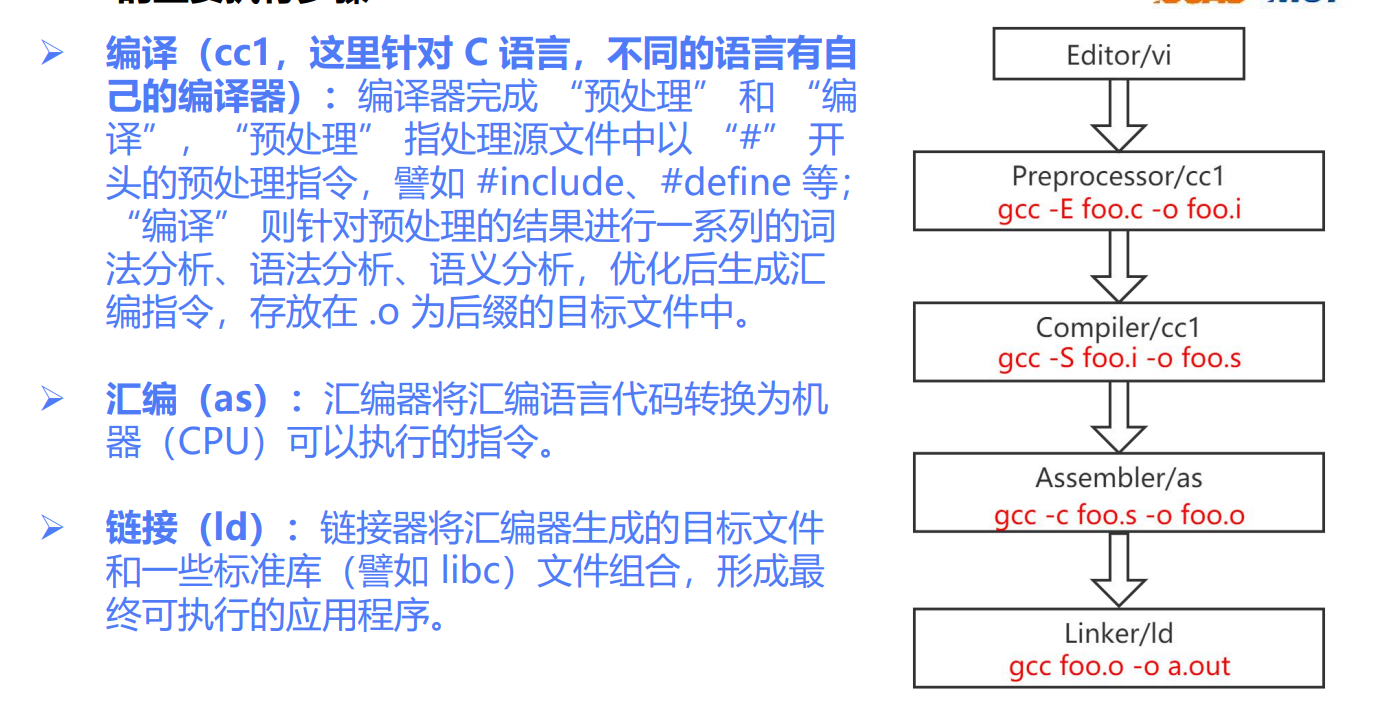 编译（cc1，这里针对 C 语言，不同的语言有自
己的编译器）：编译器完成 “预处理” 和 “编
译”，“预处理” 指处理源文件中以 “#” 开
头的预处理指令，譬如 #include、#define 等；
“编译” 则针对预处理的结果进行一系列的词
法分析、语法分析、语义分析，优化后生成汇
编指令，存放在 .o 为后缀的目标文件中。
汇编（as）：汇编器将汇编语言代码转换为机
器（CPU）可以执行的指令。
链接（ld）：链接器将汇编器生成的目标文件
和一些标准库（譬如 libc）文件组合，形成最
终可执行的应用程序。
Editor/vi
Preprocessor/cc1
gcc -E foo.c -o foo.i
Compiler/cc1
gcc -S foo.i -o foo.s
Assembler/as
gcc -c foo.s -o foo.o
Linker/ld
gcc foo.o -o a.out